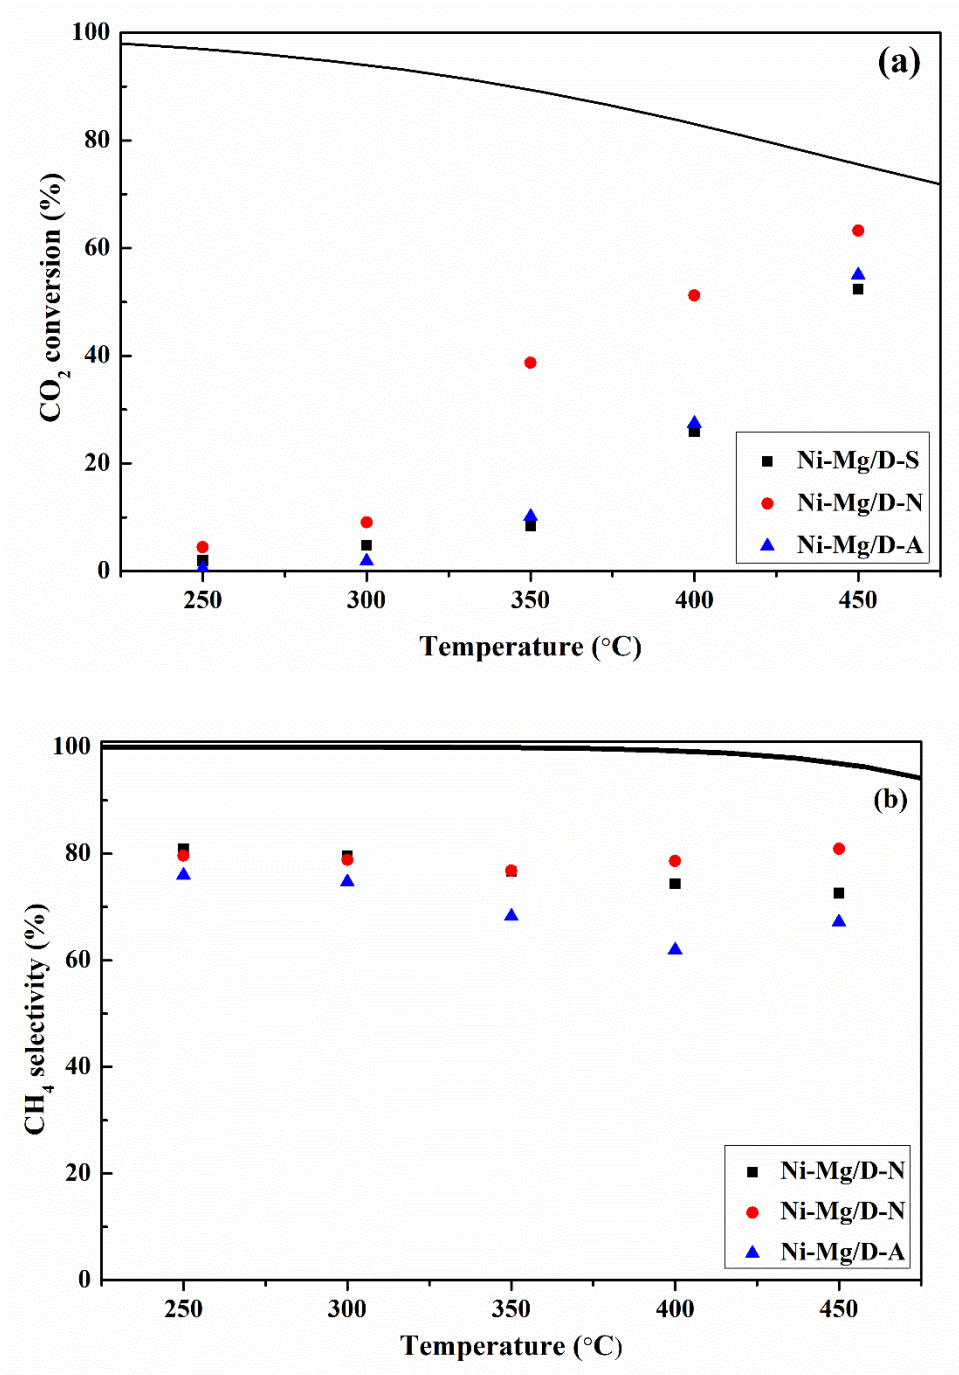 (a)
CO2 conversion (%)
100
80
60
40
20
0
Ni-Mg/D-S
Ni-Mg/D-N
Ni-Mg/D-A
250 300 350 400 450
Temperature (°C)
(b)
CH4 selectivity (%)
100
80
60
40
20
0
Ni-Mg/D-N
Ni-Mg/D-N
Ni-Mg/D-A
250 300 350 400 450
Temperature (°C)